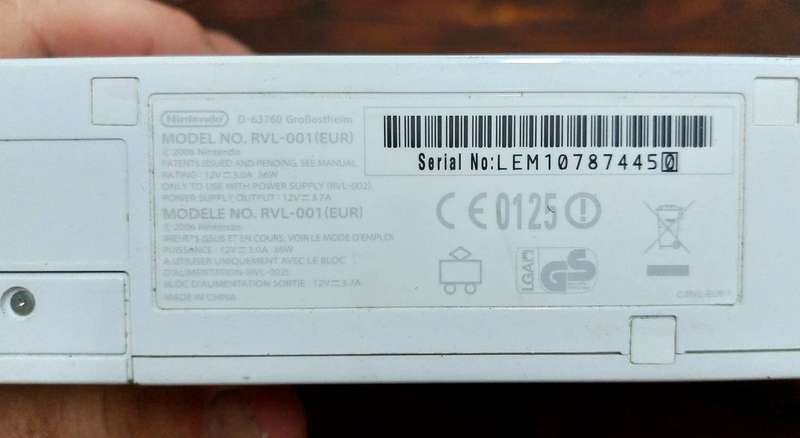 Nintendo D-63760 Großostheim
MODEL NO. RVL-001(EUR)
© 2006 Nintendo
PATENTS ISSUED AND PENDING. SEE MANUAL
RATING : 12V ⎓ 3.0A 36W
ONLY TO USE WITH POWER SUPPLY (RVL-002).
POWER SUPPLY OUTPUT : 12V ⎓ 3.7A
MODELE NO. RVL-001(EUR)
© 2006 Nintendo
BREVETS ISSUS ET EN COURS. VOIR LE MODE D'EMPLOI
PUISSANCE : 12V ⎓ 3.0A 36W
A UTILISER UNIQUEMENT AVEC LE BLOC
D'ALIMENTATION (RVL-002).
BLOC D'ALIMENTATION SORTIE : 12V ⎓ 3.7A
MADE IN CHINA
Serial No:LEM107874450
CE 0125
LGA GS
C/RVL-EUR-1